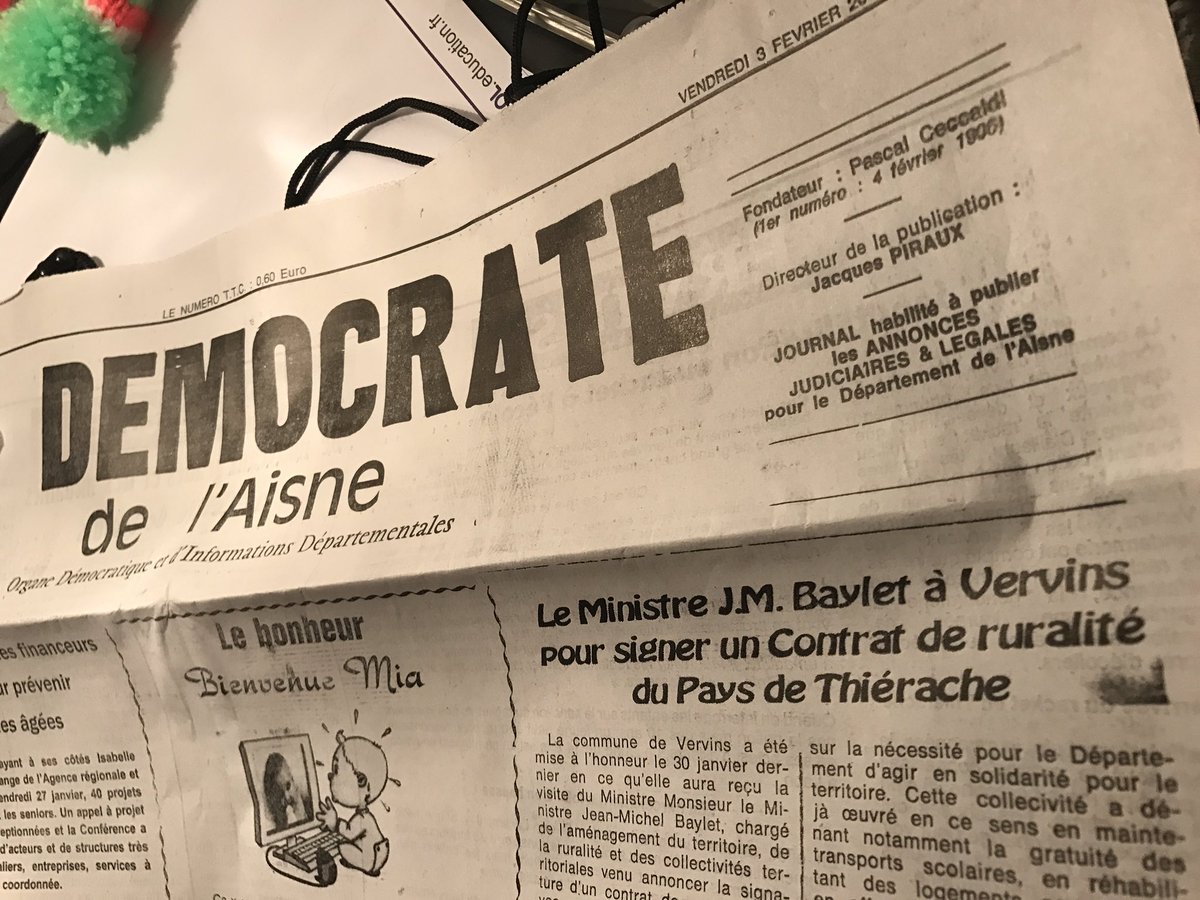 OL.education.fr
VENDREDI 3 FEVRIER 20
LE NUMERO T.T.C. : 0,60 Euro
DEMOCRATE
de l'Aisne
Organe Démocratique et d'Informations Départementales
Fondateur : Pascal Ceccaldi
(1er numéro : 4 février 1906)
Directeur de la publication :
Jacques PIRAUX
JOURNAL habilité à publier
les ANNONCES
JUDICIAIRES & LEGALES
pour le Département de l'Aisne
es financeurs
ur prévenir
es âgées
ayant à ses côtés Isabelle
ange de l'Agence régionale et
endredi 27 janvier, 40 projets
les seniors. Un appel à projet
eptionnées et la Conférence a
d'acteurs et de structures très
aliers, entreprises, services à
coordonnée.
Le bonheur
Bienvenue Mia
Le Ministre J.M. Baylet à Vervins
pour signer un Contrat de ruralité
du Pays de Thiérache
La commune de Vervins a été
mise à l'honneur le 30 janvier der-
nier en ce qu'elle aura reçu la
visite du Ministre Monsieur le Mi-
nistre Jean-Michel Baylet, chargé
de l'aménagement du territoire, de
la ruralité et des collectivités ter-
ritoriales venu annoncer la signa-
ture d'un contrat de
sur la nécessité pour le Départe-
ment d'agir en solidarité pour le
territoire. Cette collecivité a dé-
jà œuvré en ce sens en mainte-
nant notamment la gratuité des
transports scolaires, en réhabili-
tant des logements